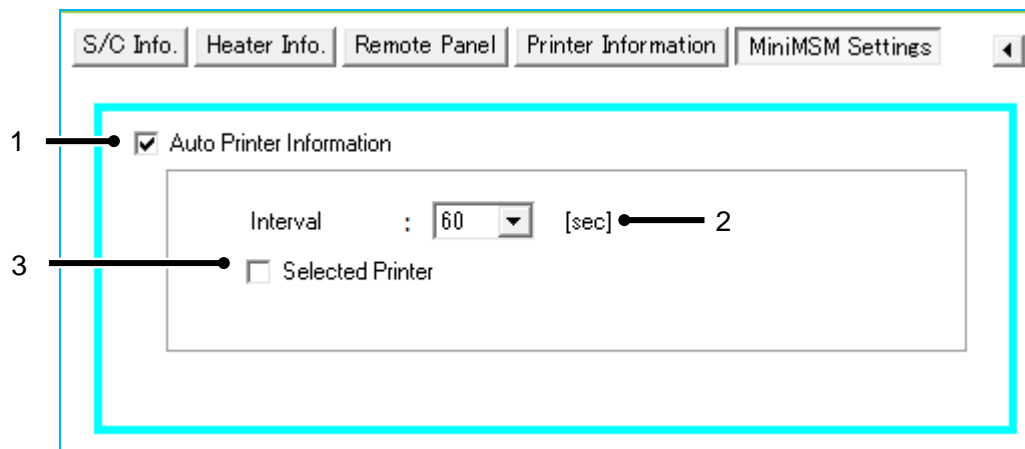 S/C Info. Heater Info. Remote Panel Printer Information MiniMSM Settings
1 Auto Printer Information
Interval : 60 [sec] 2
3 Selected Printer